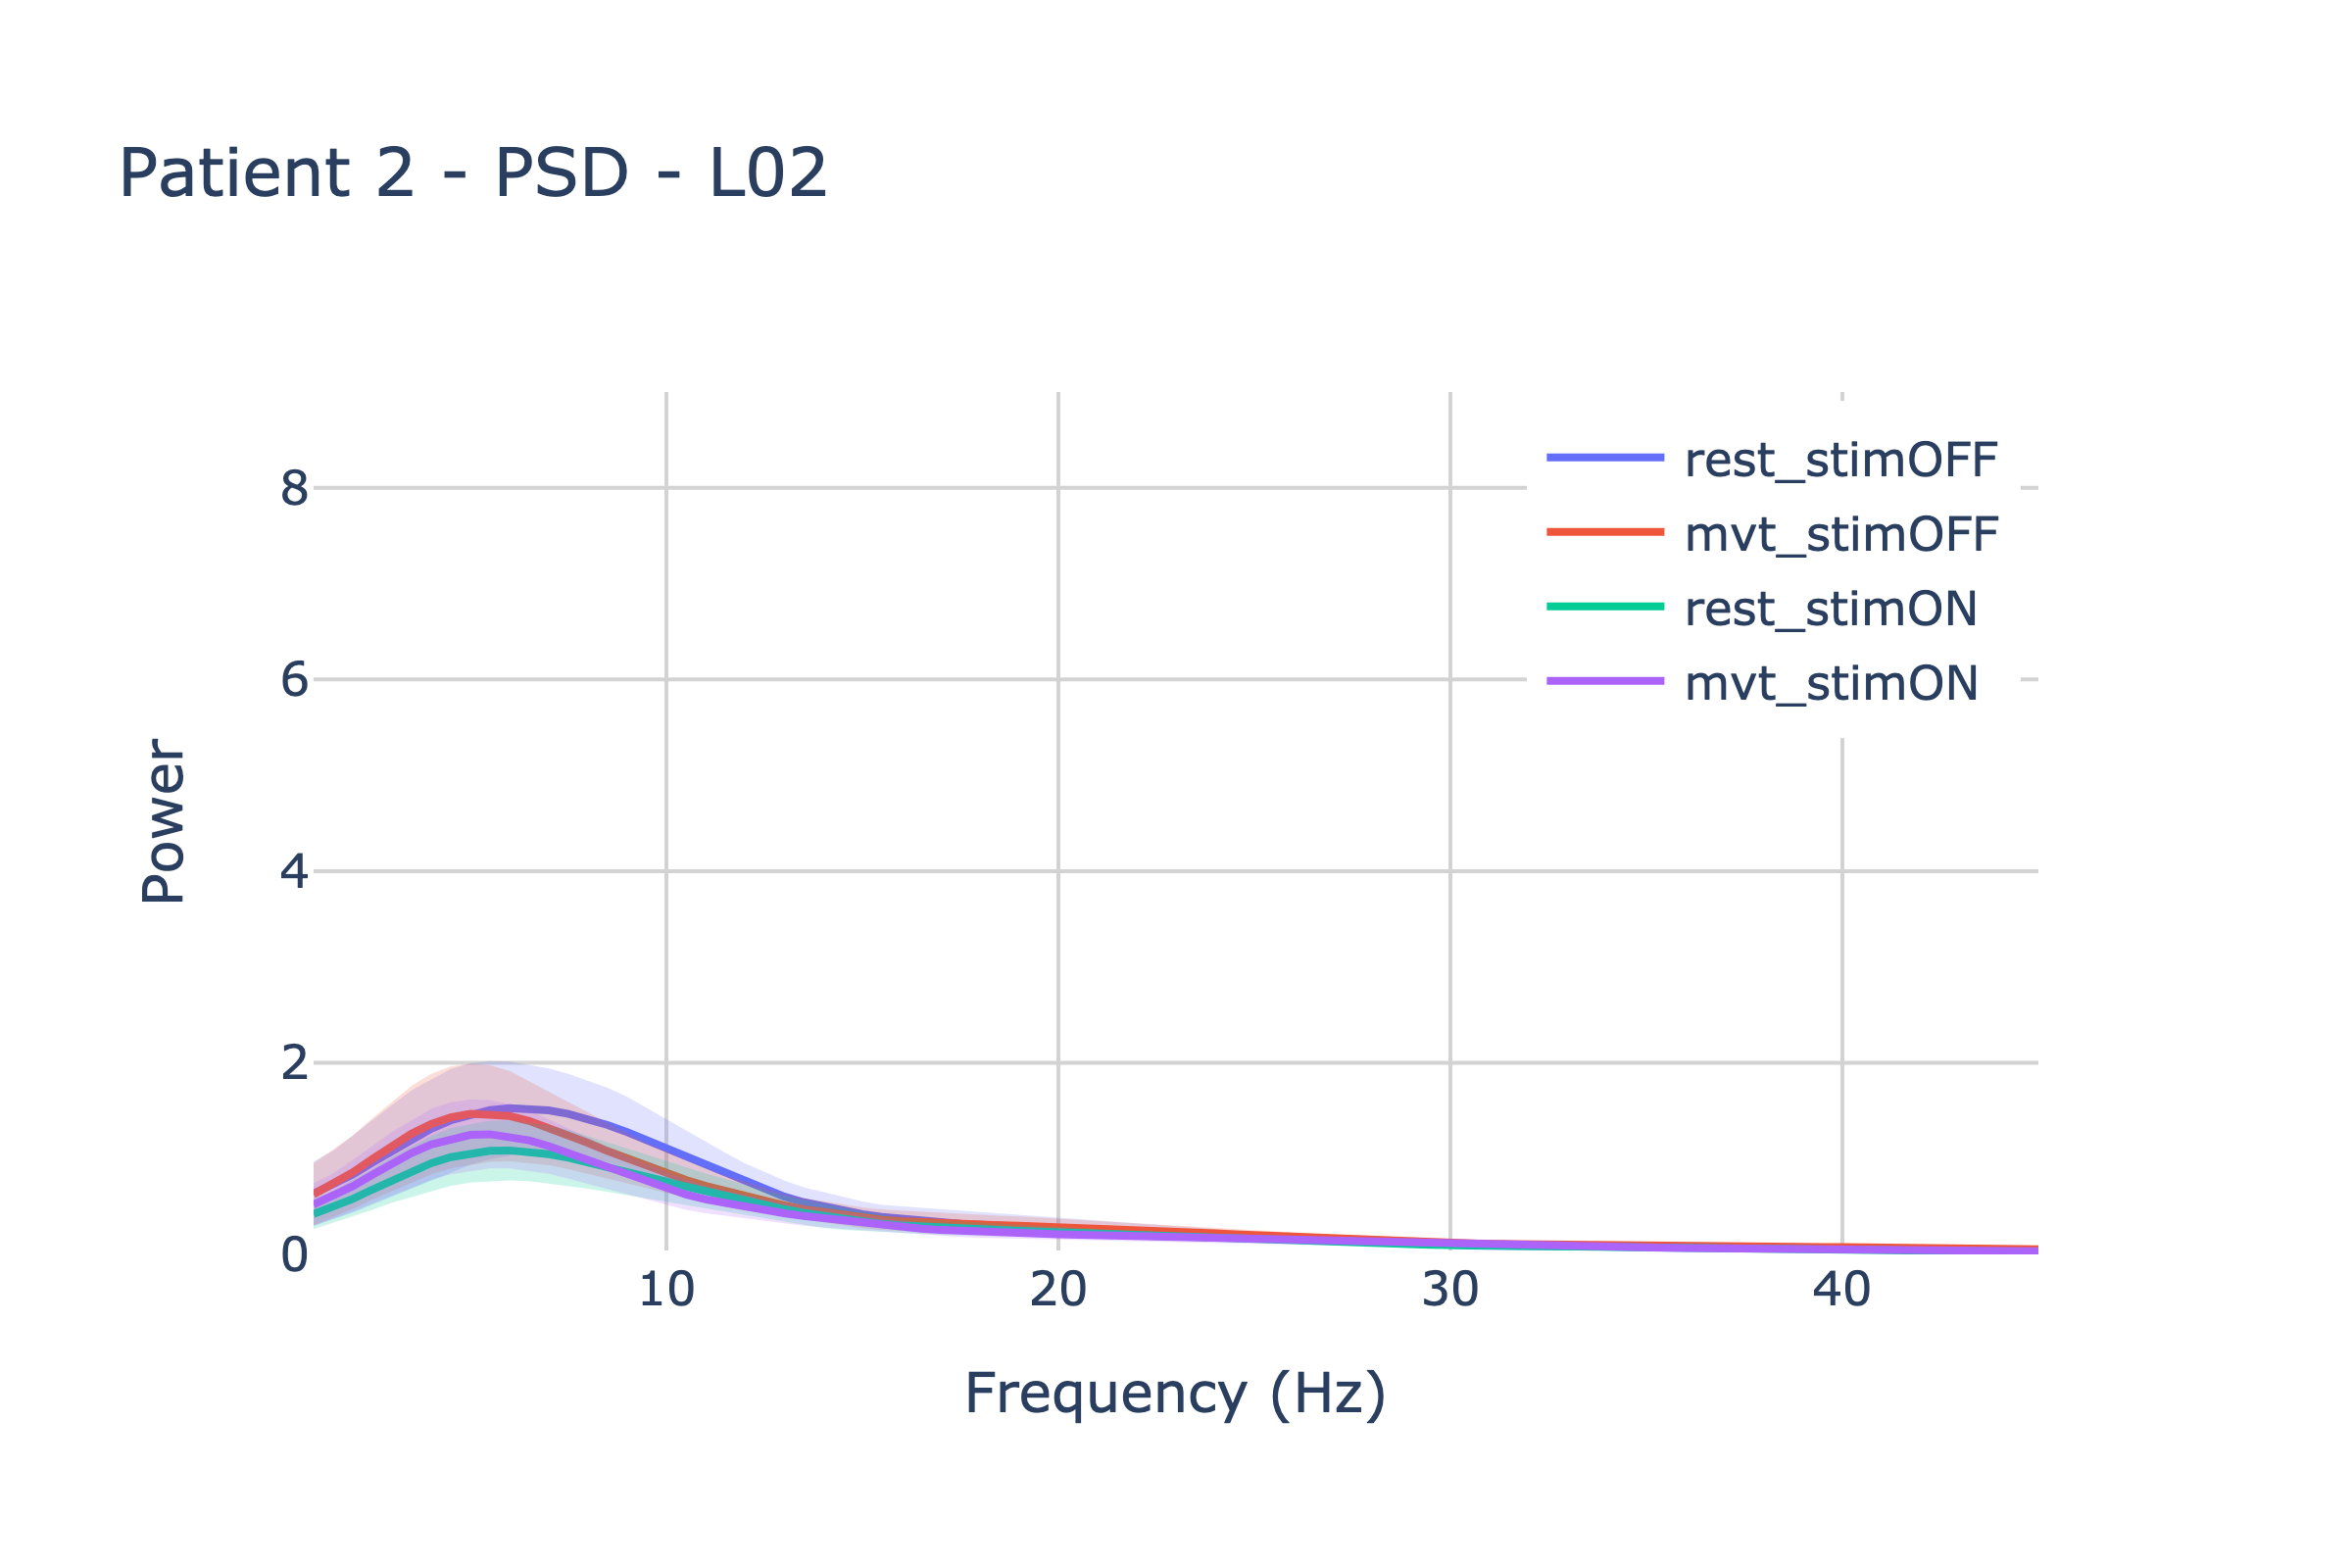 Patient 2 - PSD - L02
rest_stimOFF
mvt_stimOFF
rest_stimON
mvt_stimON
8
6
4
2
0
Power
10 20 30 40
Frequency (Hz)